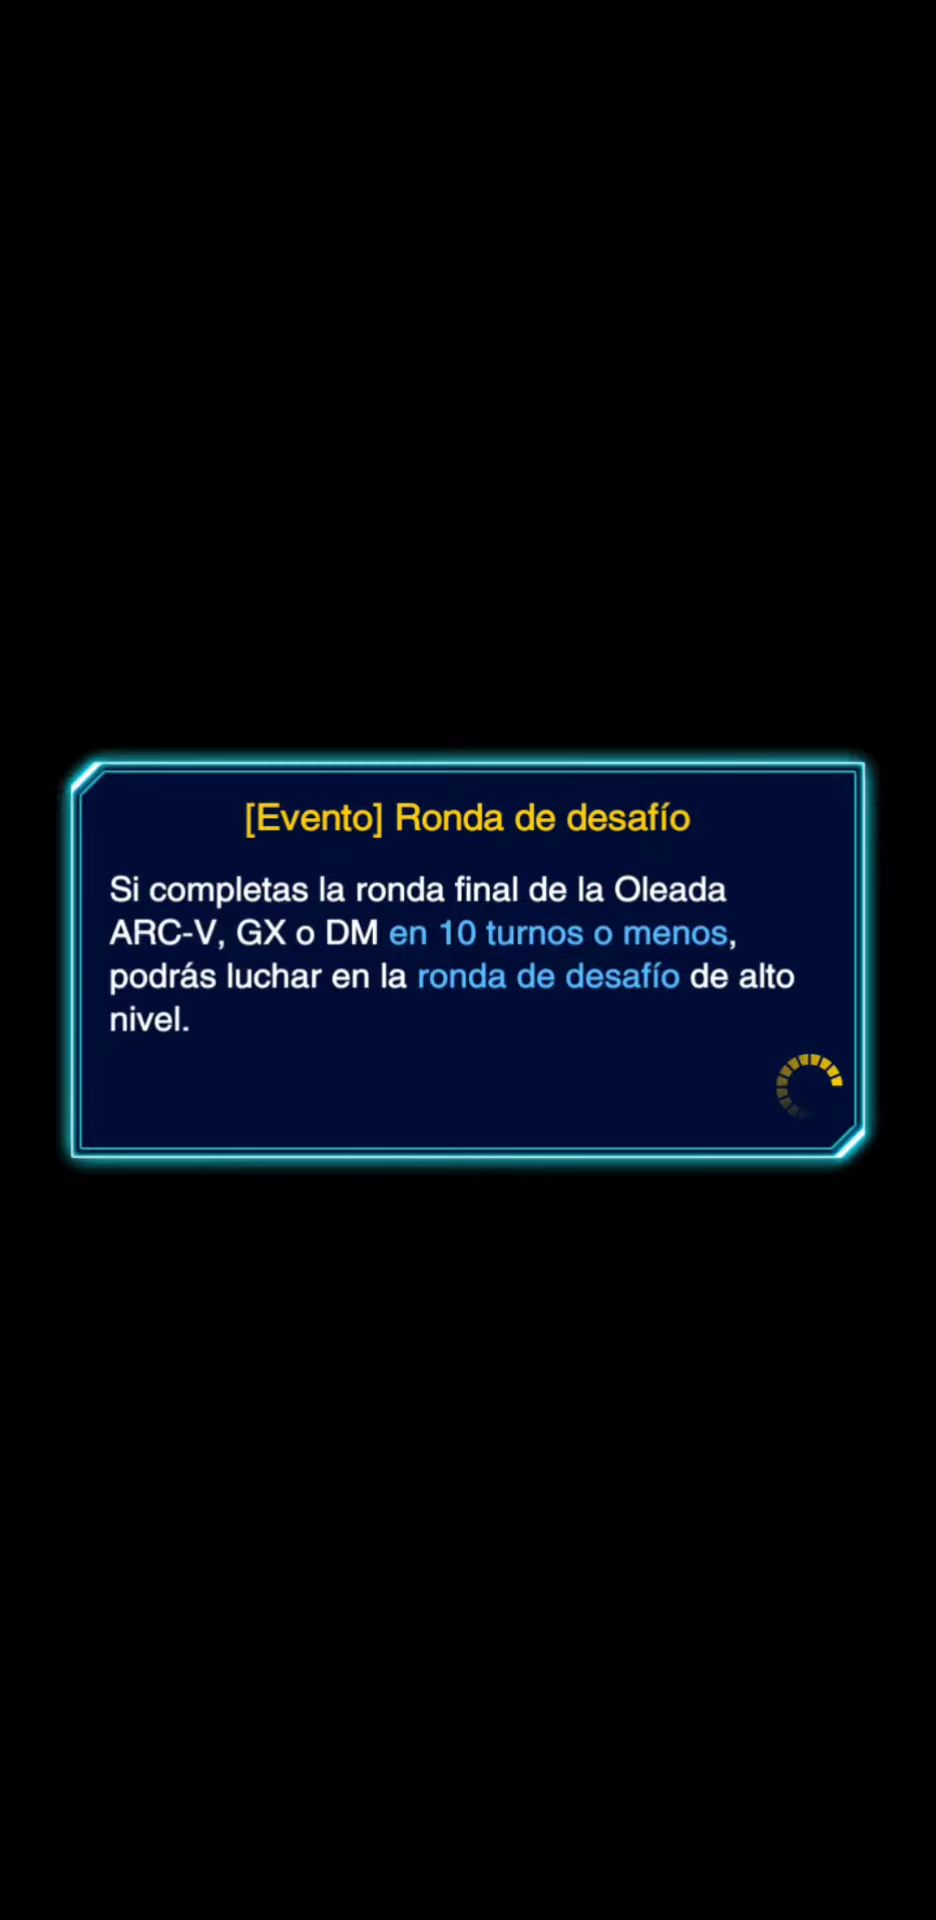 [Evento] Ronda de desafío
Si completas la ronda final de la Oleada
ARC-V, GX o DM en 10 turnos o menos,
podrás luchar en la ronda de desafío de alto
nivel.